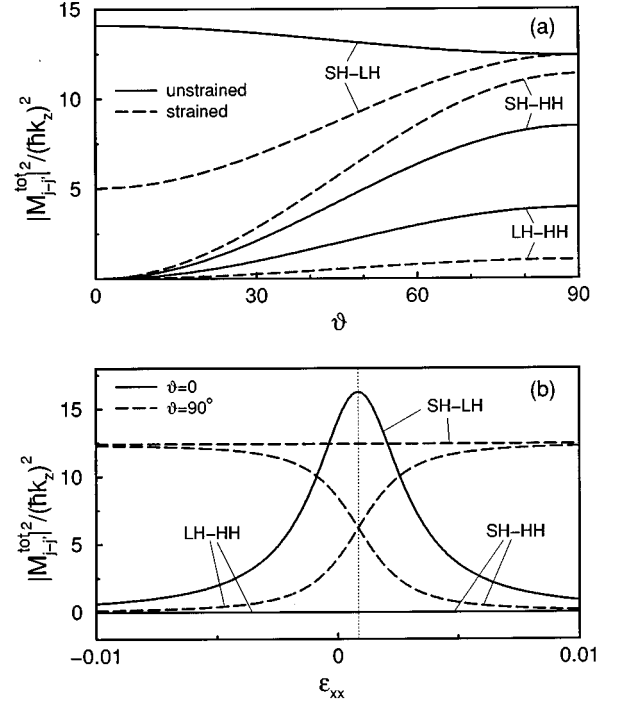 (a)
|M^tot_j-j'|^2/(ħk_z)^2
15
10
5
0
SH-LH
unstrained
strained
SH-HH
LH-HH
0 30 60 90
ϑ
(b)
|M^tot_j-j'|^2/(ħk_z)^2
15
10
5
0
ϑ=0
ϑ=90°
SH-LH
LH-HH
SH-HH
-0.01 0 0.01
ε_xx